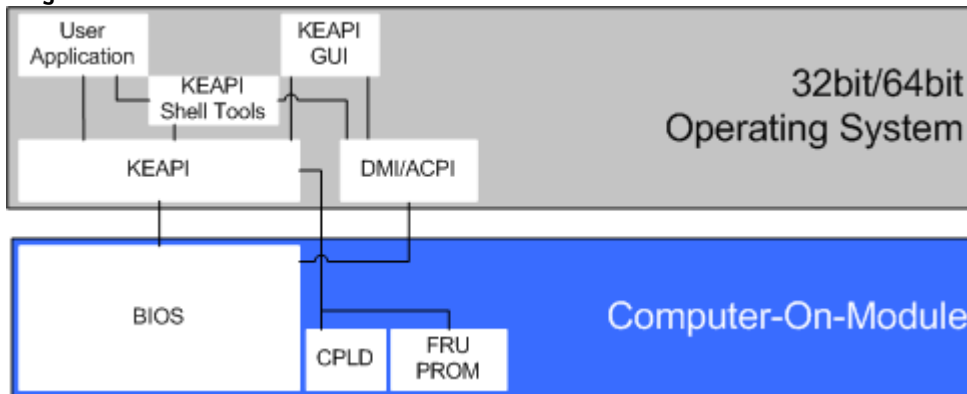 User
Application
KEAPI
GUI
KEAPI
Shell Tools
32bit/64bit
Operating System
KEAPI
DMI/ACPI
BIOS
Computer-On-Module
CPLD
FRU
PROM